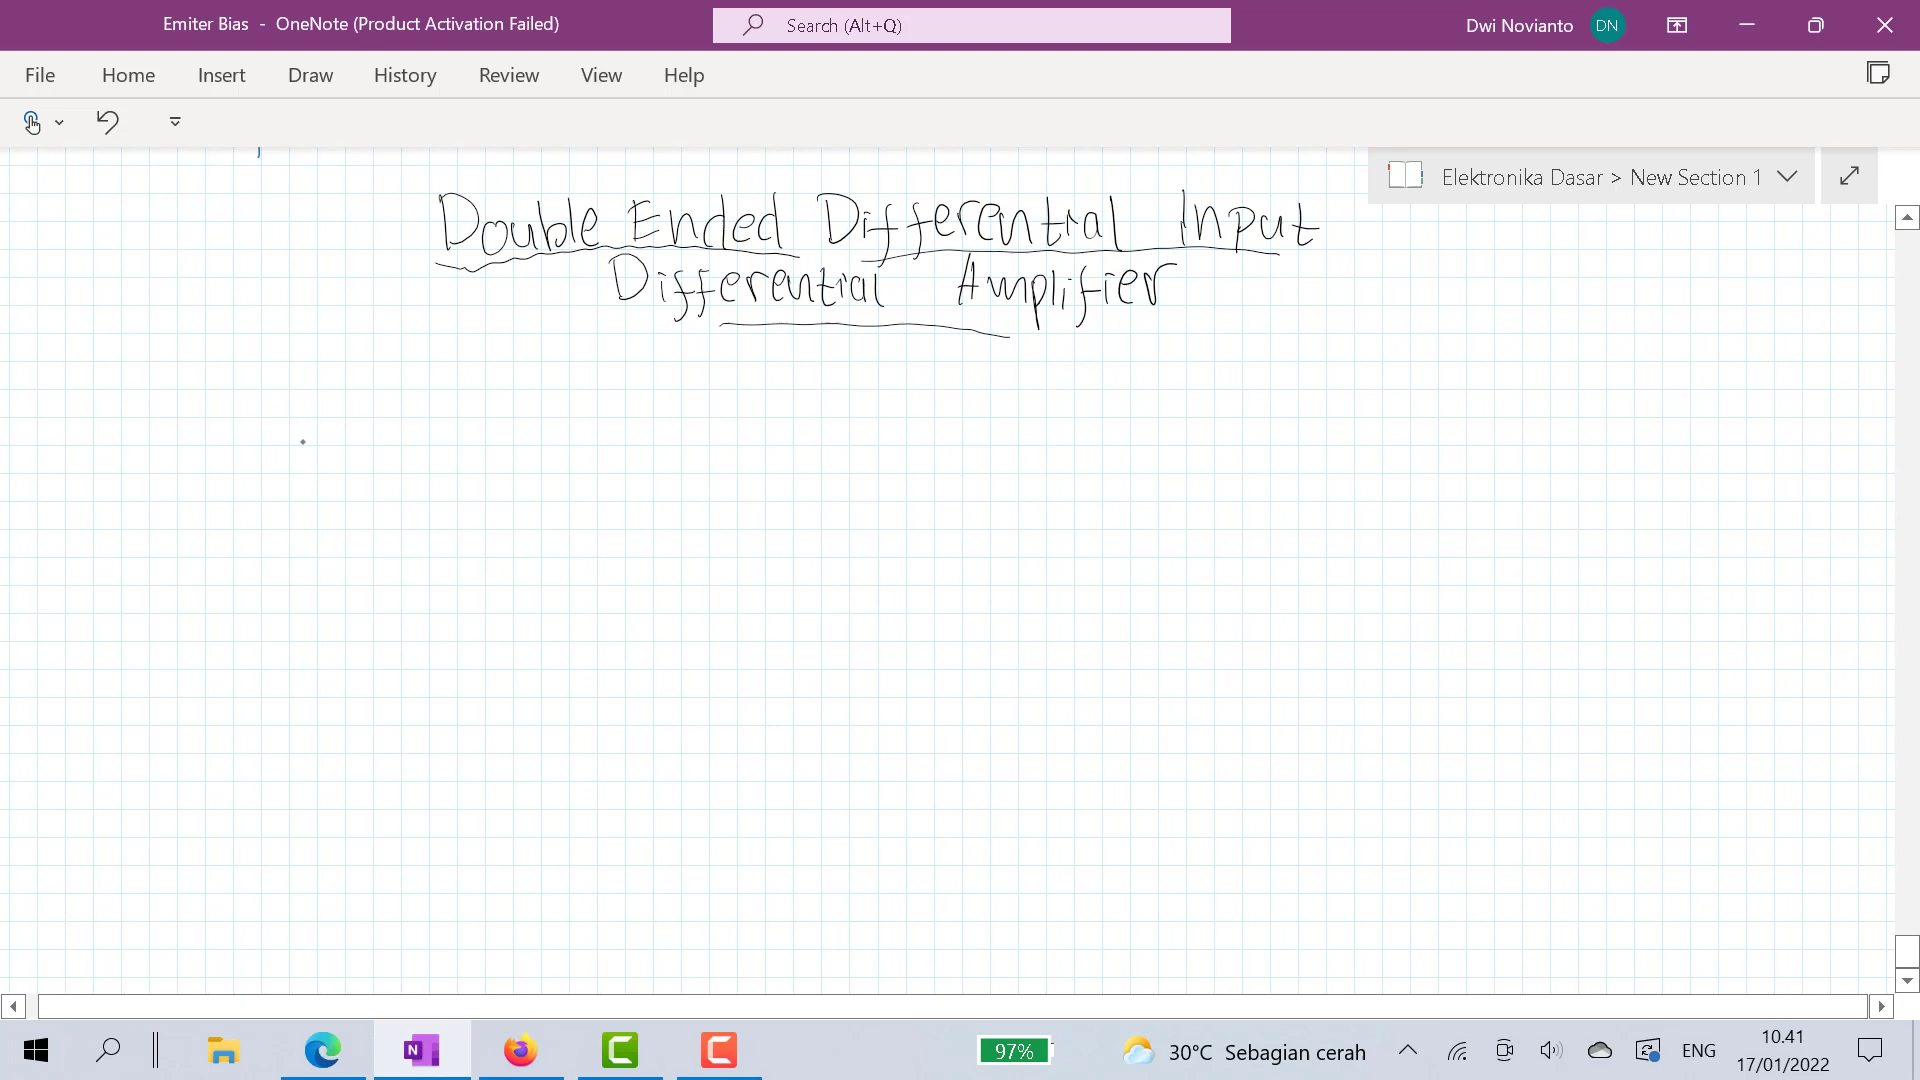 Emiter Bias - OneNote (Product Activation Failed)
Search (Alt+Q)
Dwi Novianto
DN
File Home Insert Draw History Review View Help
Elektronika Dasar > New Section 1
Double Ended Differential Input
Differential Amplifier
97%
30°C Sebagian cerah
ENG
10.41
17/01/2022